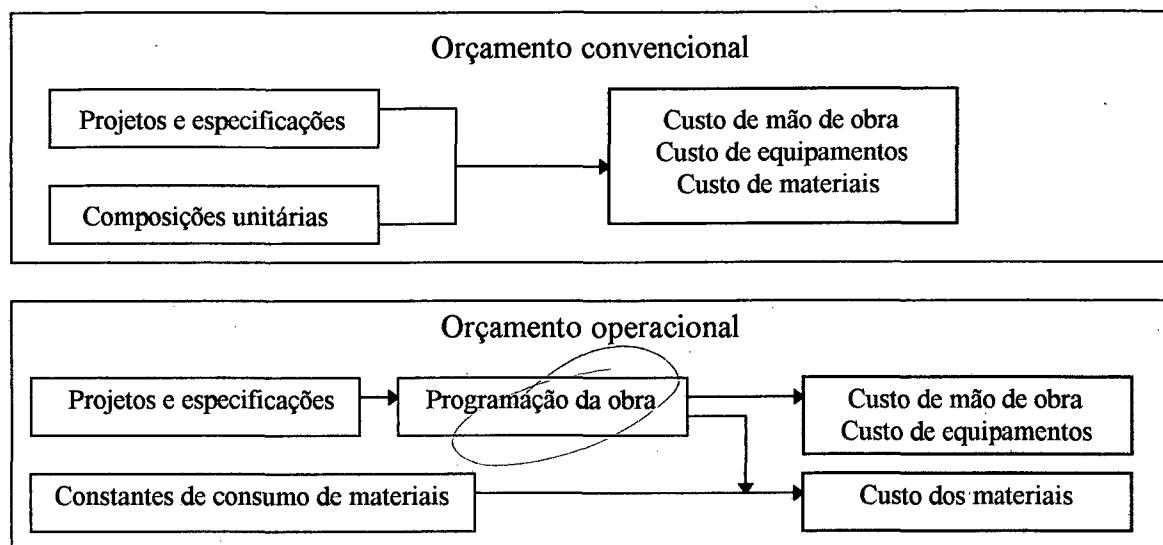 Orçamento convencional
Projetos e especificações
Composições unitárias
Custo de mão de obra
Custo de equipamentos
Custo de materiais
Orçamento operacional
Projetos e especificações
Programação da obra
Custo de mão de obra
Custo de equipamentos
Constantes de consumo de materiais
Custo dos materiais